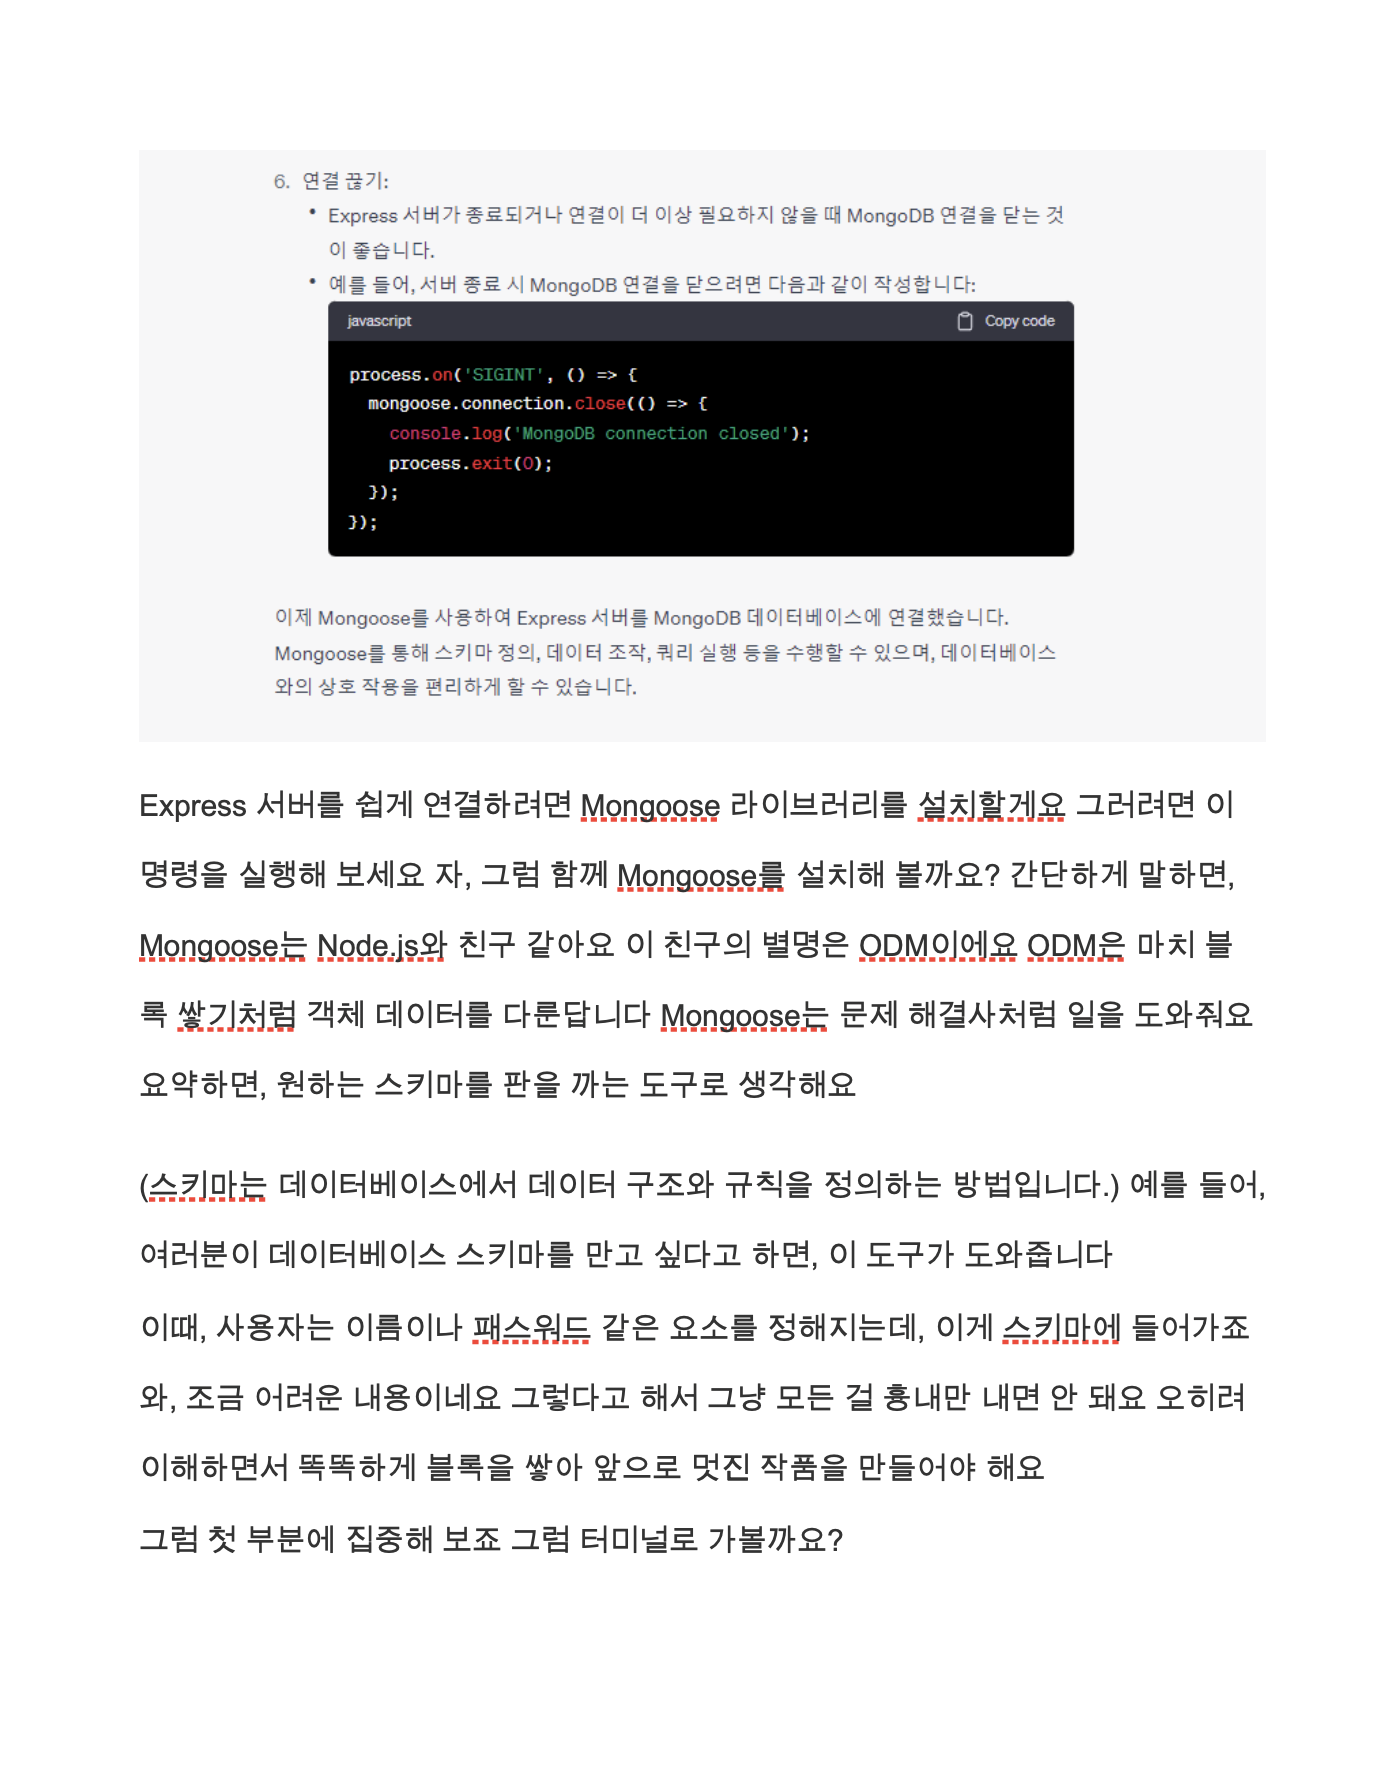 6. 연결 끊기:
• Express 서버가 종료되거나 연결이 더 이상 필요하지 않을 때 MongoDB 연결을 닫는 것
이 좋습니다.
• 예를 들어, 서버 종료 시 MongoDB 연결을 닫으려면 다음과 같이 작성합니다:
javascript Copy code
process.on('SIGINT', () => {
mongoose.connection.close(() => {
console.log('MongoDB connection closed');
process.exit(0);
});
});
이제 Mongoose를 사용하여 Express 서버를 MongoDB 데이터베이스에 연결했습니다.
Mongoose를 통해 스키마 정의, 데이터 조작, 쿼리 실행 등을 수행할 수 있으며, 데이터베이스
와의 상호 작용을 편리하게 할 수 있습니다.
Express 서버를 쉽게 연결하려면 Mongoose 라이브러리를 설치할게요 그러려면 이
명령을 실행해 보세요 자, 그럼 함께 Mongoose를 설치해 볼까요? 간단하게 말하면,
Mongoose는 Node.js와 친구 같아요 이 친구의 별명은 ODM이에요 ODM은 마치 블
록 쌓기처럼 객체 데이터를 다룬답니다 Mongoose는 문제 해결사처럼 일을 도와줘요
요약하면, 원하는 스키마를 판을 까는 도구로 생각해요
(스키마는 데이터베이스에서 데이터 구조와 규칙을 정의하는 방법입니다.) 예를 들어,
여러분이 데이터베이스 스키마를 만고 싶다고 하면, 이 도구가 도와줍니다
이때, 사용자는 이름이나 패스워드 같은 요소를 정해지는데, 이게 스키마에 들어가죠
와, 조금 어려운 내용이네요 그렇다고 해서 그냥 모든 걸 흉내만 내면 안 돼요 오히려
이해하면서 똑똑하게 블록을 쌓아 앞으로 멋진 작품을 만들어야 해요
그럼 첫 부분에 집중해 보죠 그럼 터미널로 가볼까요?